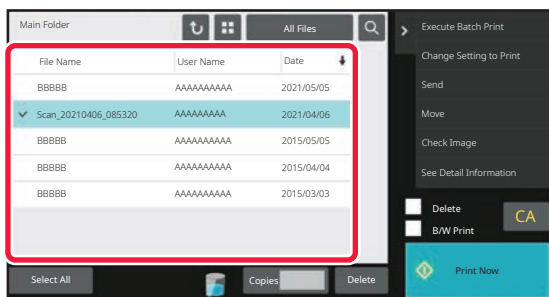 Main Folder
All Files
File Name User Name Date
BBBBB AAAAAAAAAA 2021/05/05
Scan_20210406_085320 AAAAAAAAA 2021/04/06
BBBBB AAAAAAAAAA 2015/05/05
BBBBB AAAAAAAAAA 2015/04/04
BBBBB AAAAAAAAAA 2015/03/03
Select All
Copies
Delete
Execute Batch Print
Change Setting to Print
Send
Move
Check Image
See Detail Information
Delete
B/W Print
CA
Print Now